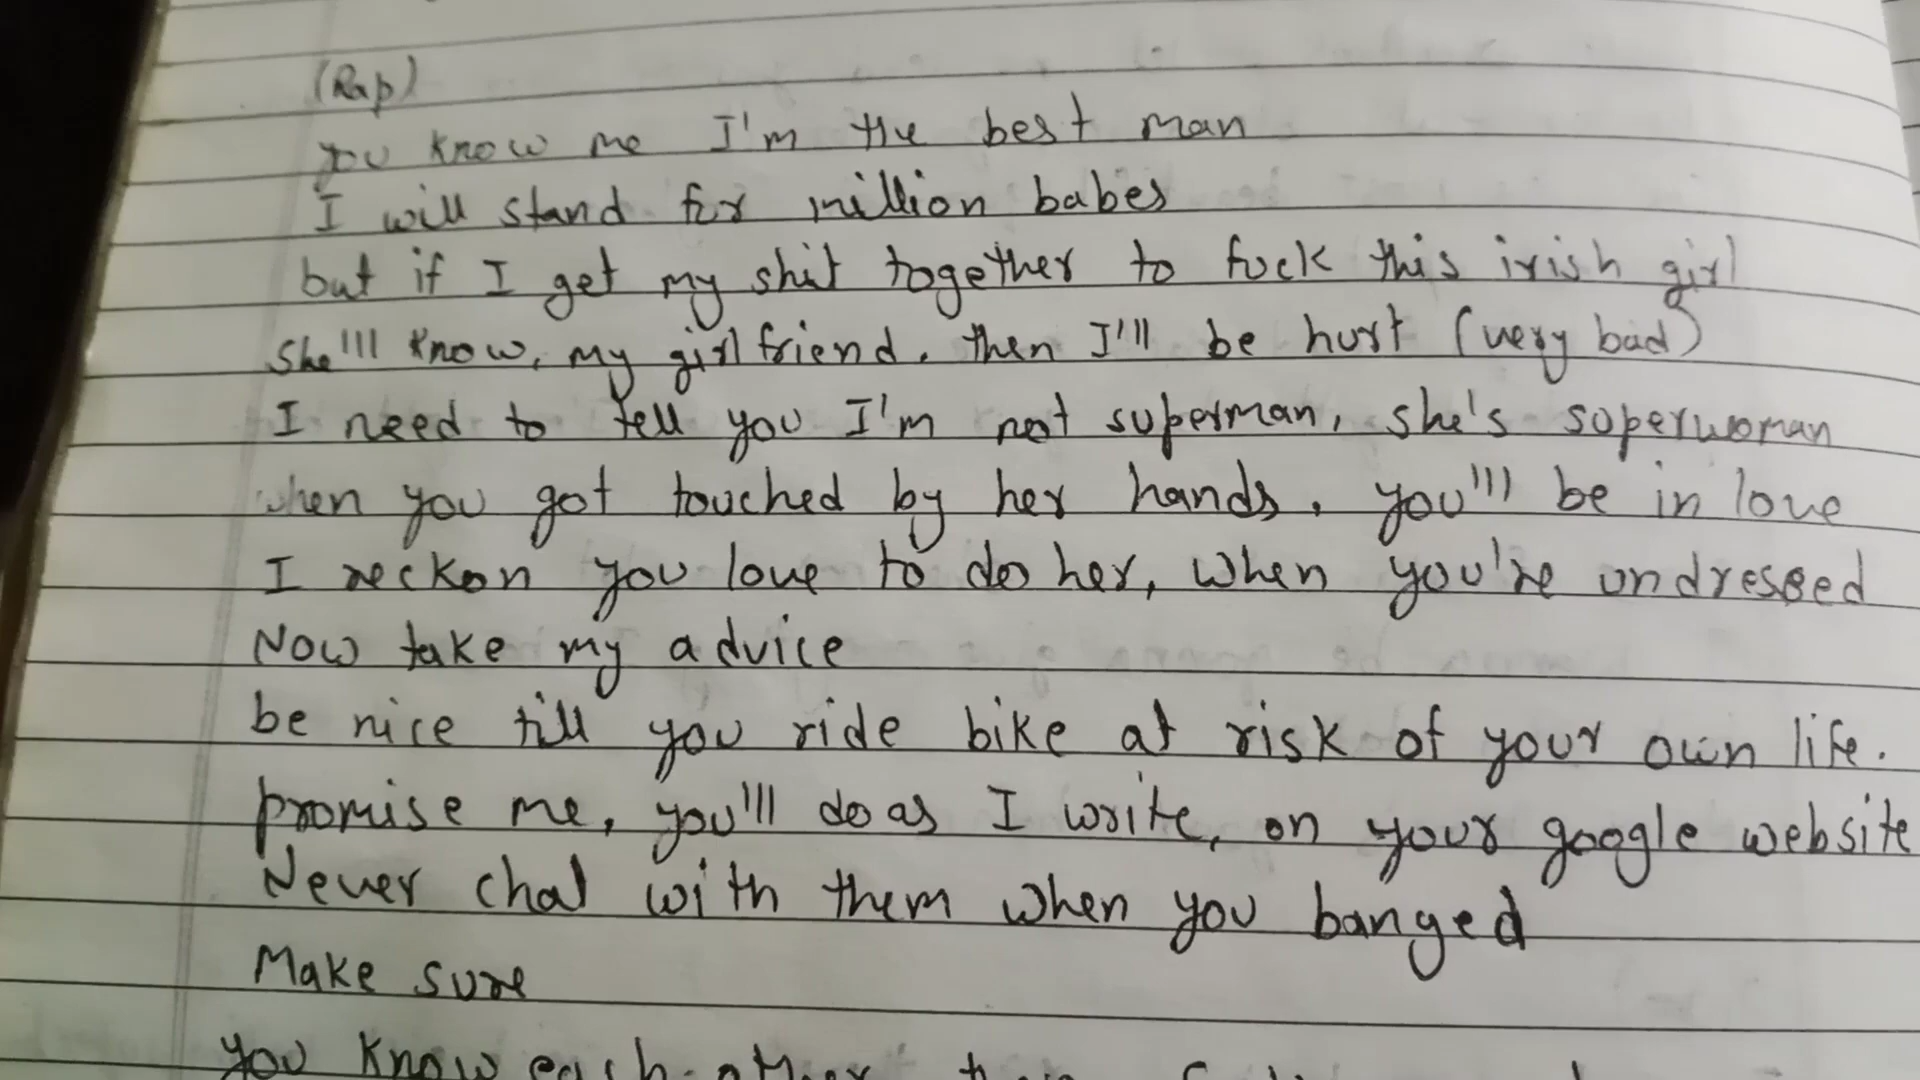 (Rap)
you know me I'm the best man
I will stand for million babes
but if I get my shit together to fuck this irish girl
She'lll know, my girlfriend. then I'll be hurt (very bad)
I need to tell you I'm not superman, she's superwoman
when you got touched by her hands, you'lll be in love
I reckon you love to do her, when you're undressed
Now take my advice
be nice till you ride bike at risk of your own life.
promise me, you'lll do as I write, on your google website
Never chat with them when you banged
Make sure
you know each other